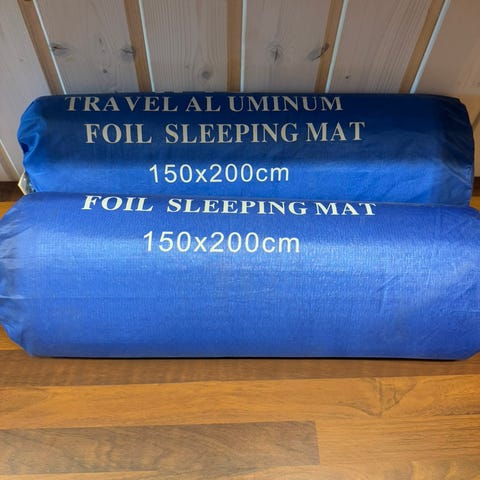 TRAVEL AL UMINUM
FOIL SLEEPING MAT
150x200cm
FOIL SLEEPING MAT
150x200cm